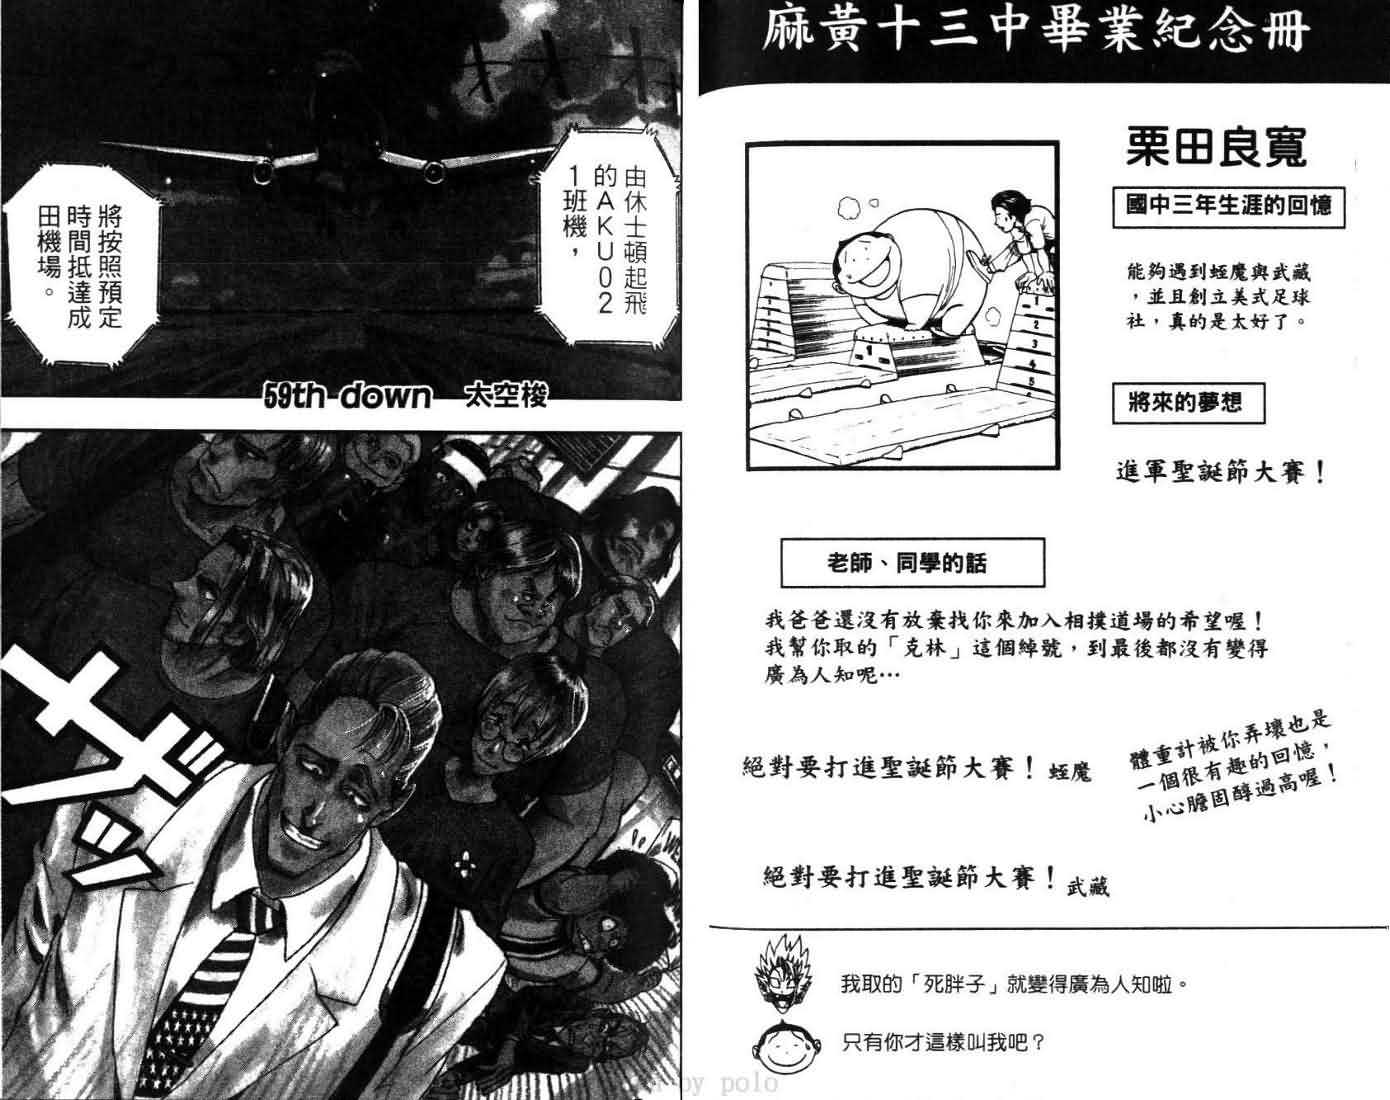 麻黃十三中畢業紀念冊
栗田良寬
國中三年生涯的回憶
能夠遇到蛭魔與武藏
，並且創立美式足球
社，真的是太好了。
將來的夢想
進軍聖誕節大賽！
老師、同學的話
我爸爸還沒有放棄找你來加入相撲道場的希望喔！
我幫你取的「克林」這個綽號，到最後都沒有變得
廣為人知呢…
絕對要打進聖誕節大賽！ 蛭魔
體重計被你弄壞也是
一個很有趣的回憶，
小心膽固醇過高喔！
絕對要打進聖誕節大賽！ 武藏
我取的「死胖子」就變得廣為人知啦。
只有你才這樣叫我吧？
由休士頓起飛
的AKU02
1班機，
將按照預定
時間抵達成
田機場。
59th down 太空梭
ザッ
by polo